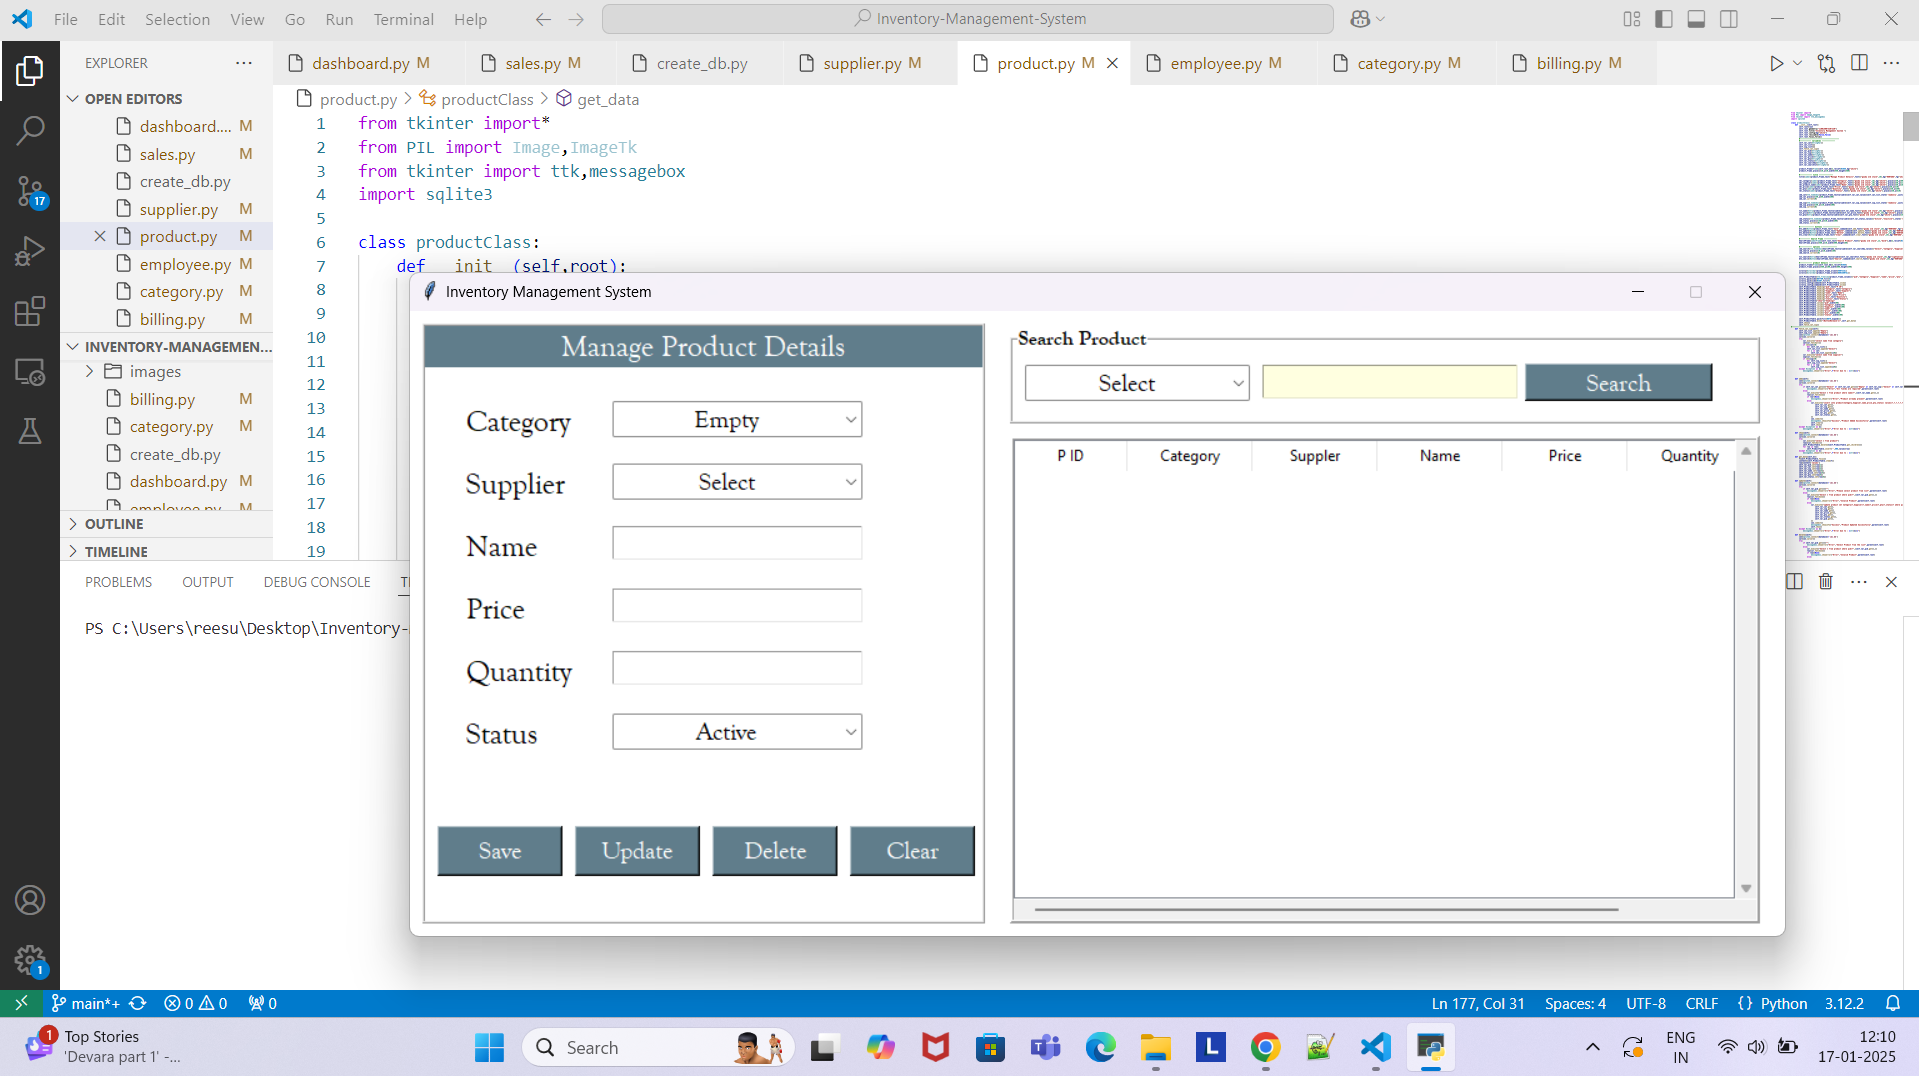 File Edit Selection View Go Run Terminal Help
Inventory-Management-System
EXPLORER
OPEN EDITORS
dashboard.... M
sales.py M
create_db.py
supplier.py M
product.py M
employee.py M
category.py M
billing.py M
INVENTORY-MANAGEMEN...
images
billing.py M
category.py M
create_db.py
dashboard.py M
employee.py M
OUTLINE
TIMELINE
17
1
dashboard.py M sales.py M create_db.py supplier.py M product.py M employee.py M category.py M billing.py M
product.py productClass get_data
1 from tkinter import*
2 from PIL import Image,ImageTk
3 from tkinter import ttk,messagebox
4 import sqlite3
5
6 class productClass:
7 def __init__(self,root):
8
9
10
11
12
13
14
15
16
17
18
19
PROBLEMS OUTPUT DEBUG CONSOLE
PS C:\Users\reesu\Desktop\Inventory-
Inventory Management System
Manage Product Details
Category Empty
Supplier Select
Name
Price
Quantity
Status Active
Save Update Delete Clear
Search Product
Select Search
P ID Category Suppler Name Price Quantity
main*+ 0 0 0
Ln 177, Col 31 Spaces: 4 UTF-8 CRLF {} Python 3.12.2
1
Top Stories
'Devara part 1' -...
Search
L
ENG
IN
12:10
17-01-2025